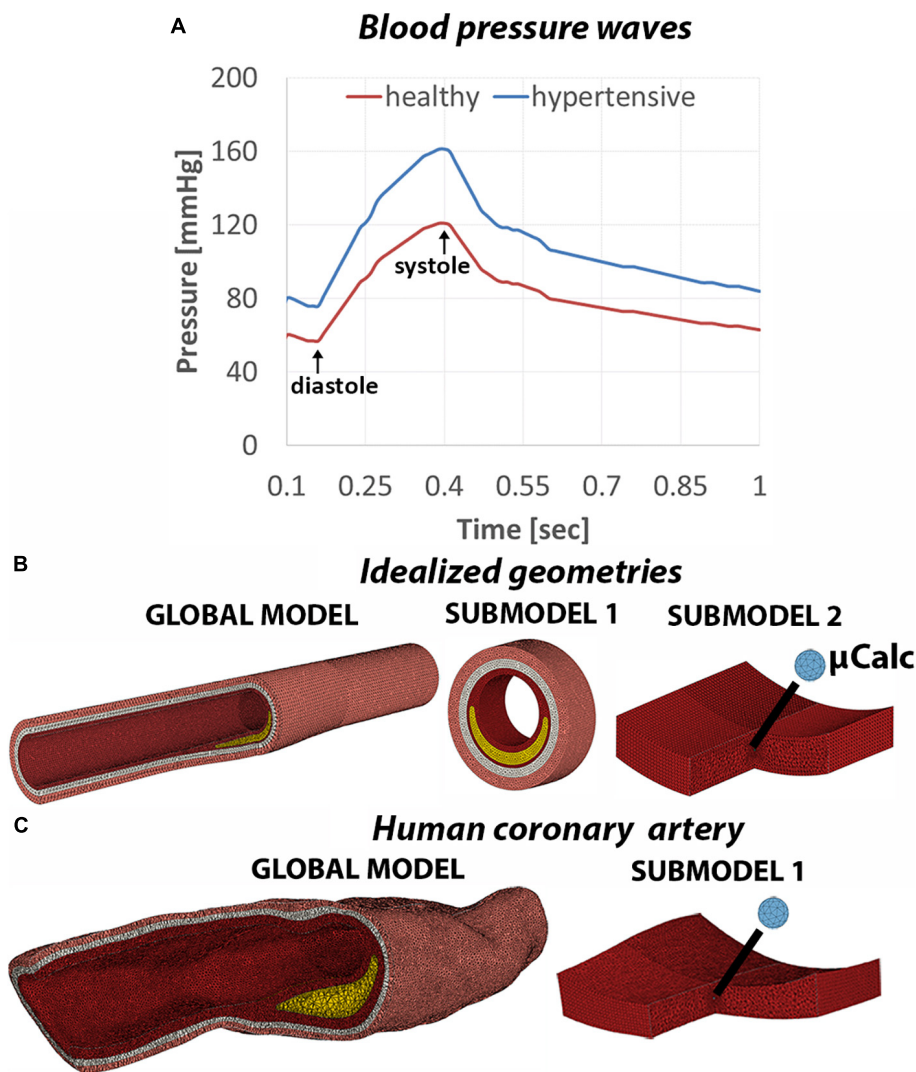 A
Blood pressure waves
200
healthy hypertensive
160
120
80
40
0
Pressure [mmHg]
systole
diastole
0.1 0.25 0.4 0.55 0.7 0.85 1
Time [sec]
B
Idealized geometries
GLOBAL MODEL SUBMODEL 1 SUBMODEL 2
μCalc
C
Human coronary artery
GLOBAL MODEL SUBMODEL 1